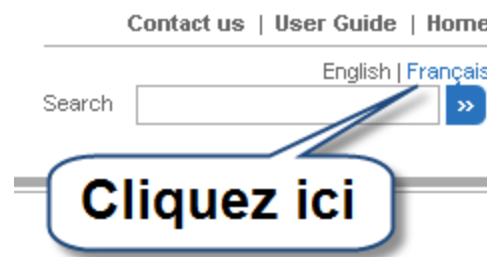 Contact us | User Guide | Home
English | Français
Search »
Cliquez ici